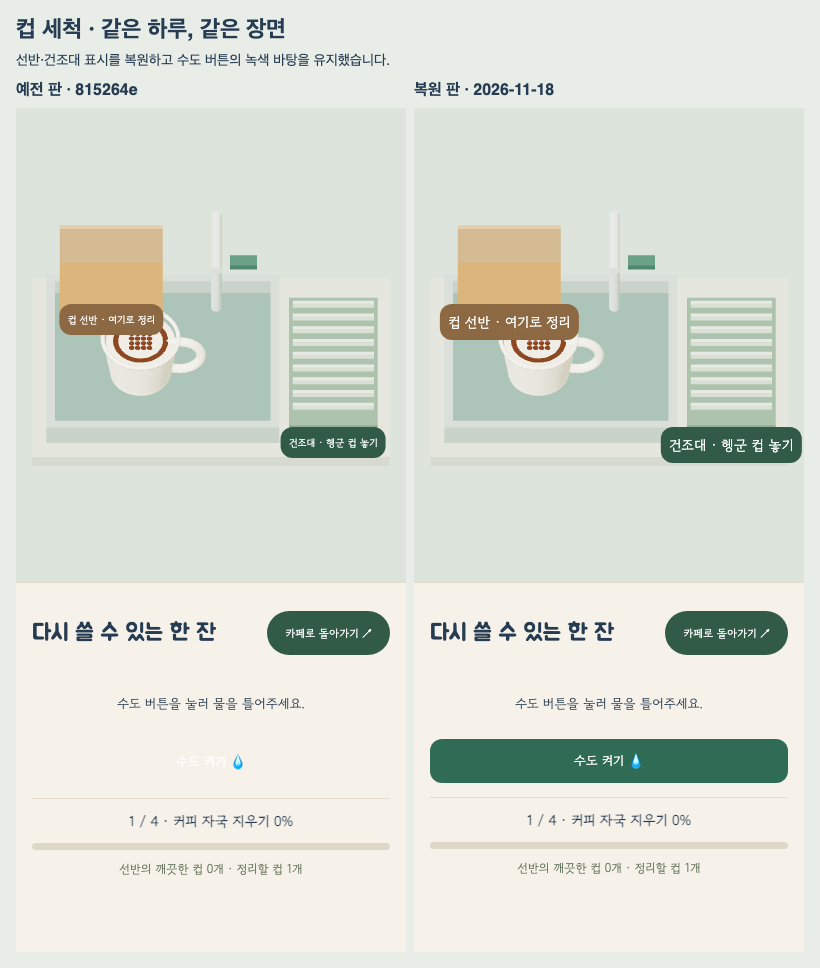 컵 세척 · 같은 하루, 같은 장면
선반·건조대 표시를 복원하고 수도 버튼의 녹색 바탕을 유지했습니다.
예전 판 · 815264e
컵 선반 · 여기로 정리
건조대 · 헹군 컵 놓기
다시 쓸 수 있는 한 잔
카페로 돌아가기 ↗
수도 버튼을 눌러 물을 틀어주세요.
수도 켜기 💧
1 / 4 · 커피 자국 지우기 0%
선반의 깨끗한 컵 0개 · 정리할 컵 1개
복원 판 · 2026-11-18
컵 선반 · 여기로 정리
건조대 · 헹군 컵 놓기
다시 쓸 수 있는 한 잔
카페로 돌아가기 ↗
수도 버튼을 눌러 물을 틀어주세요.
수도 켜기 💧
1 / 4 · 커피 자국 지우기 0%
선반의 깨끗한 컵 0개 · 정리할 컵 1개